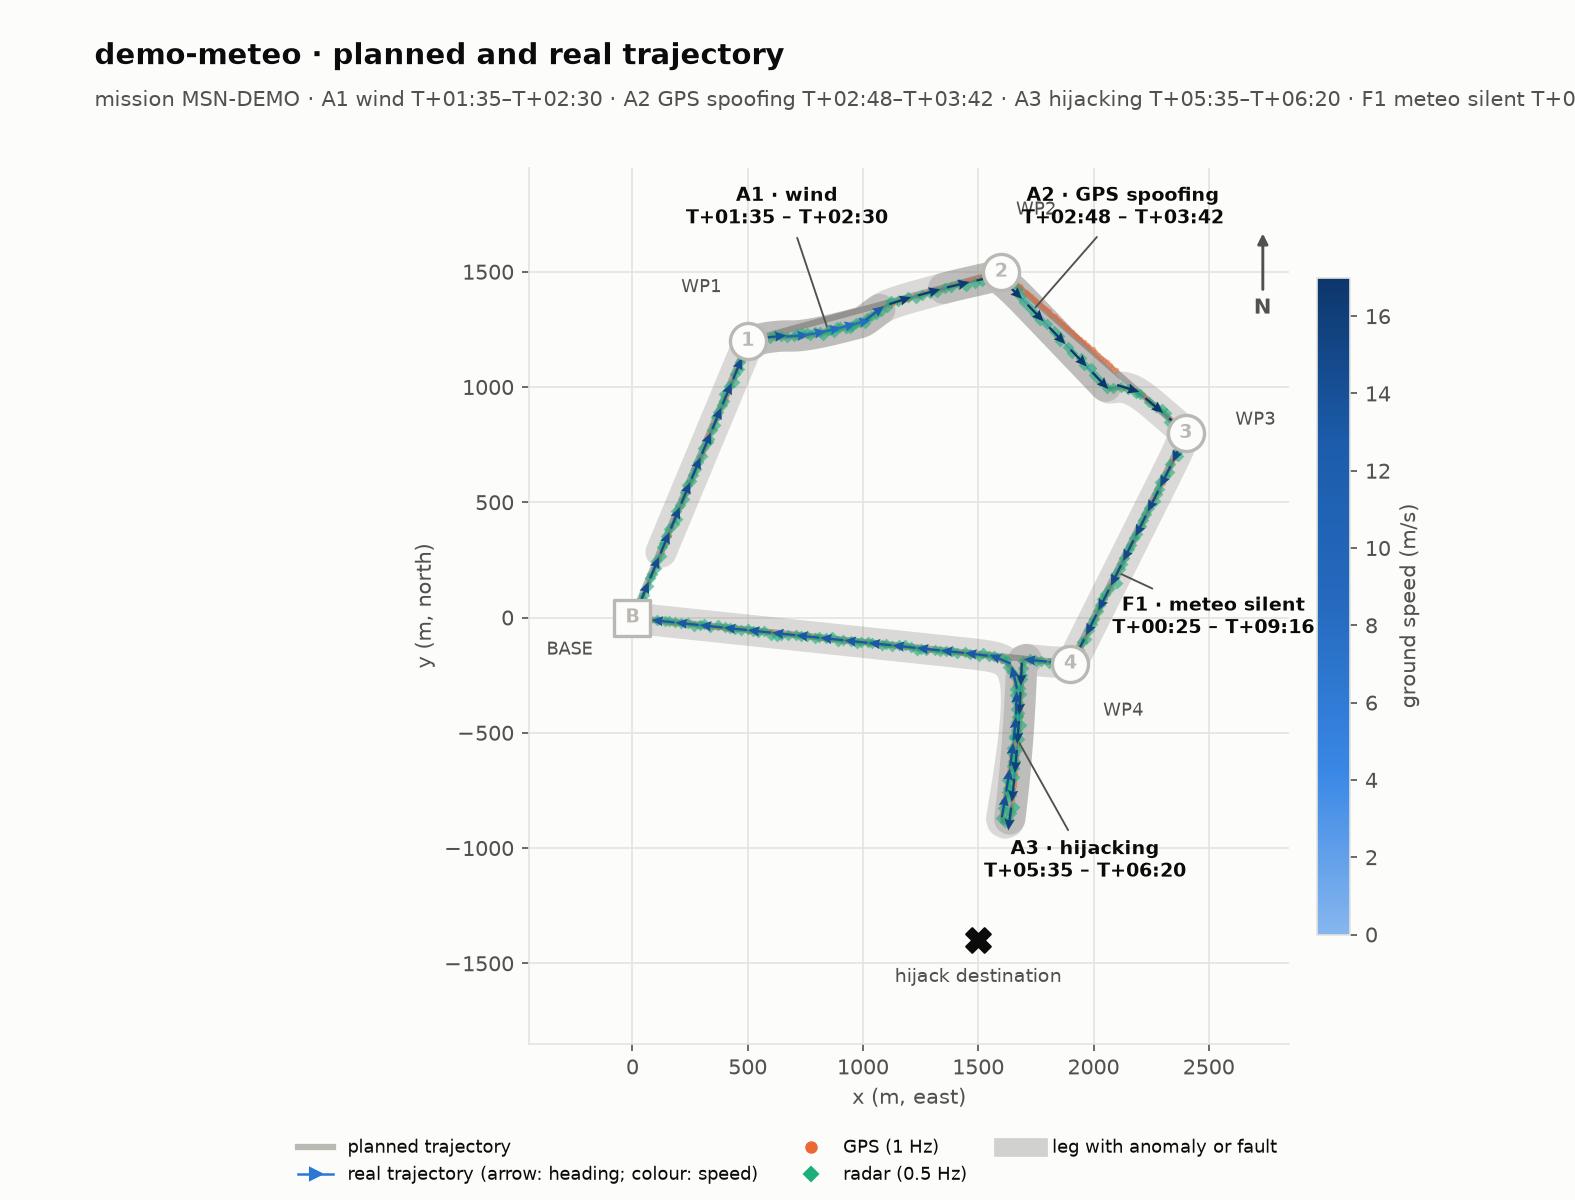 demo-meteo · planned and real trajectory
mission MSN-DEMO · A1 wind T+01:35–T+02:30 · A2 GPS spoofing T+02:48–T+03:42 · A3 hijacking T+05:35–T+06:20 · F1 meteo silent T+0
A1 · wind
T+01:35 – T+02:30
A2 · GPS spoofing
T+02:48 – T+03:42
WP2
WP1
1
2
N
WP3
3
F1 · meteo silent
T+00:25 – T+09:16
B
BASE
4
WP4
A3 · hijacking
T+05:35 – T+06:20
hijack destination
y (m, north)
1500
1000
500
0
−500
−1000
−1500
0
500
1000
1500
2000
2500
x (m, east)
16
14
12
10
8
6
4
2
0
ground speed (m/s)
planned trajectory
real trajectory (arrow: heading; colour: speed)
GPS (1 Hz)
radar (0.5 Hz)
leg with anomaly or fault